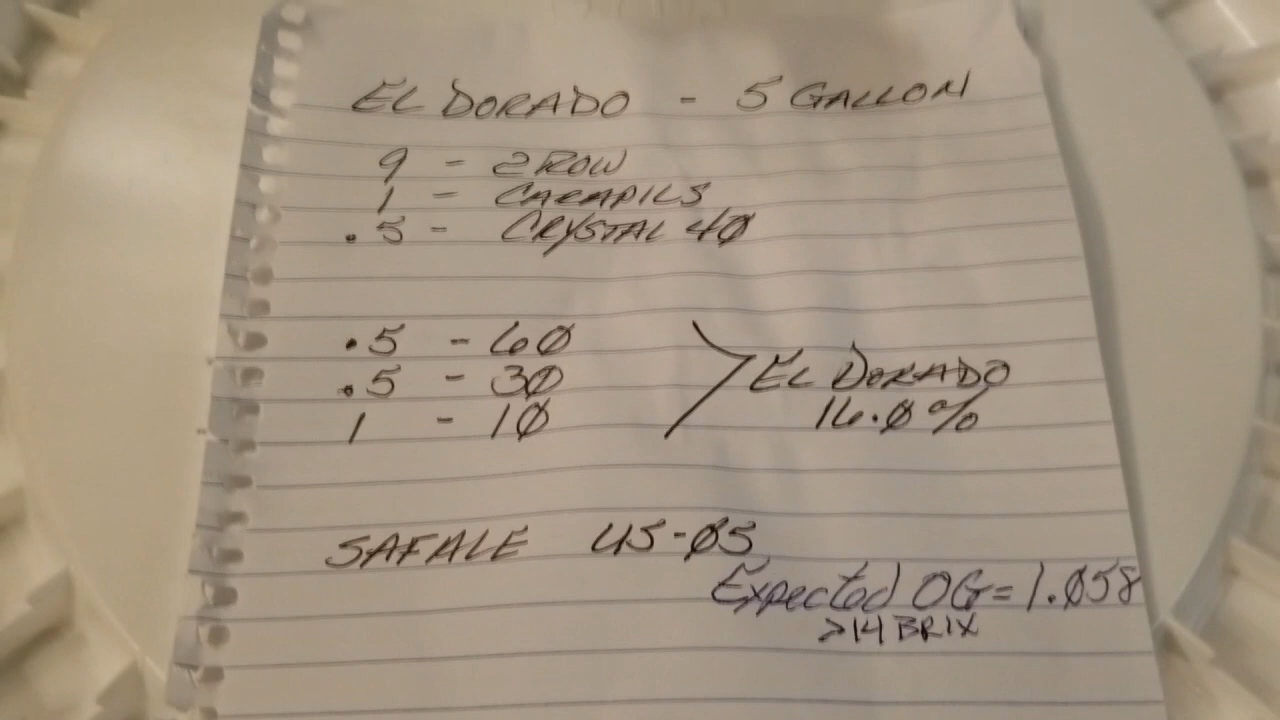 EL DORADO - 5 GALLON
9 - 2 ROW
1 - CARAPILS
.5 - CRYSTAL 40
.5 - 60
.5 - 30
1 - 10
EL DORADO
16.0%
SAFALE US-05
Expected OG = 1.058
>14 BRIX